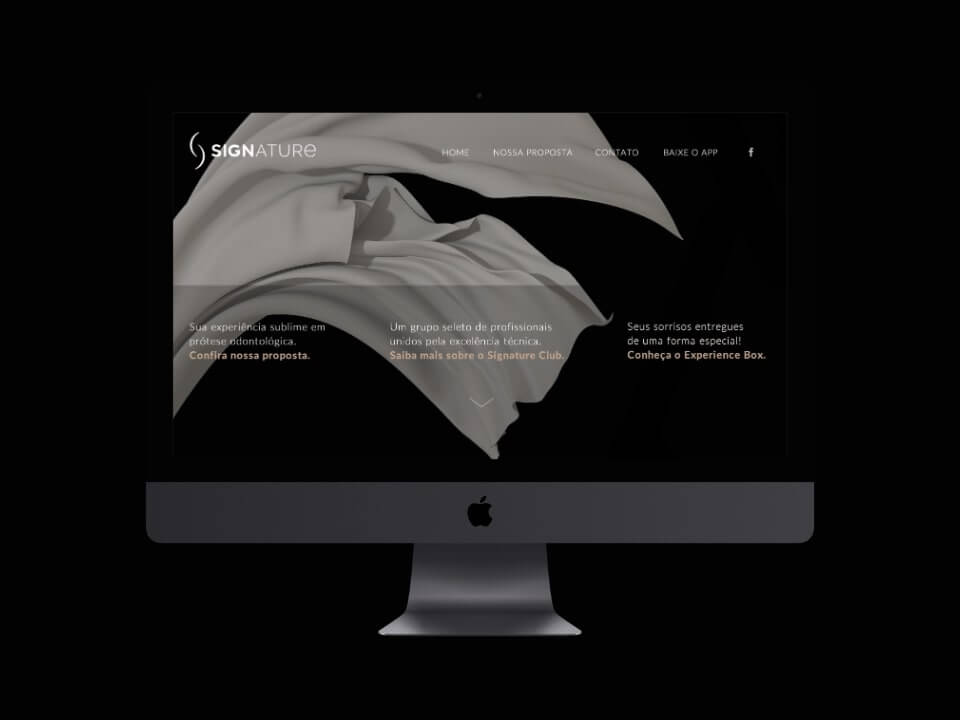 SIGNATURe
HOME NOSSA PROPOSTA CONTATO BAIXE O APP f
Sua experiência sublime em
prótese odontológica.
Confira nossa proposta.
Um grupo seleto de profissionais
unidos pela excelência técnica.
Saiba mais sobre o Signature Club.
Seus sorrisos entregues
de uma forma especial!
Conheça o Experience Box.